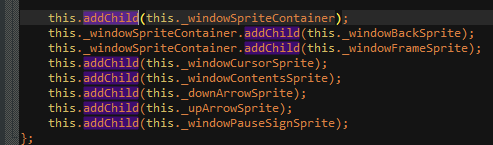 this.addChild(this._windowSpriteContainer);
this._windowSpriteContainer.addChild(this._windowBackSprite);
this._windowSpriteContainer.addChild(this._windowFrameSprite);
this.addChild(this._windowCursorSprite);
this.addChild(this._windowContentsSprite);
this.addChild(this._downArrowSprite);
this.addChild(this._upArrowSprite);
this.addChild(this._windowPauseSignSprite);
};